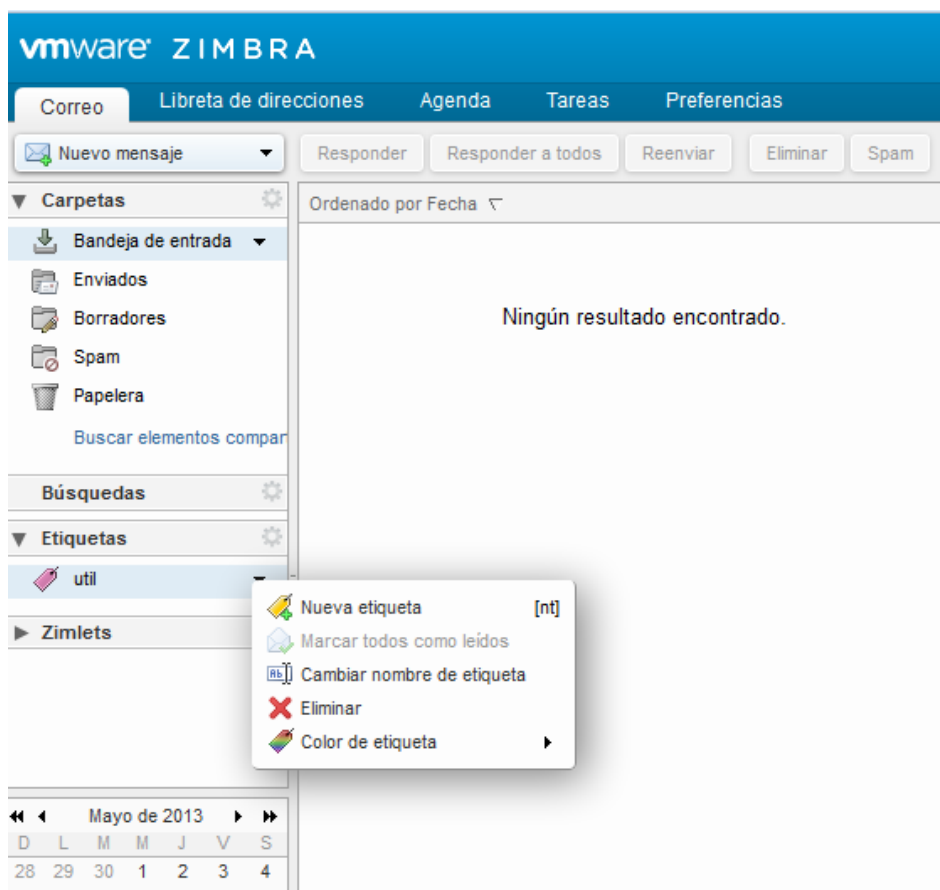 vmware ZIMBRA
Correo Libreta de direcciones Agenda Tareas Preferencias
Nuevo mensaje Responder Responder a todos Reenviar Eliminar Spam
Carpetas
Ordenado por Fecha
Bandeja de entrada
Enviados
Borradores
Spam
Papelera
Buscar elementos compar
Ningún resultado encontrado.
Búsquedas
Etiquetas
util
Zimlets
Nueva etiqueta [nt]
Marcar todos como leídos
Cambiar nombre de etiqueta
Eliminar
Color de etiqueta
Mayo de 2013
D L M M J V S
28 29 30 1 2 3 4